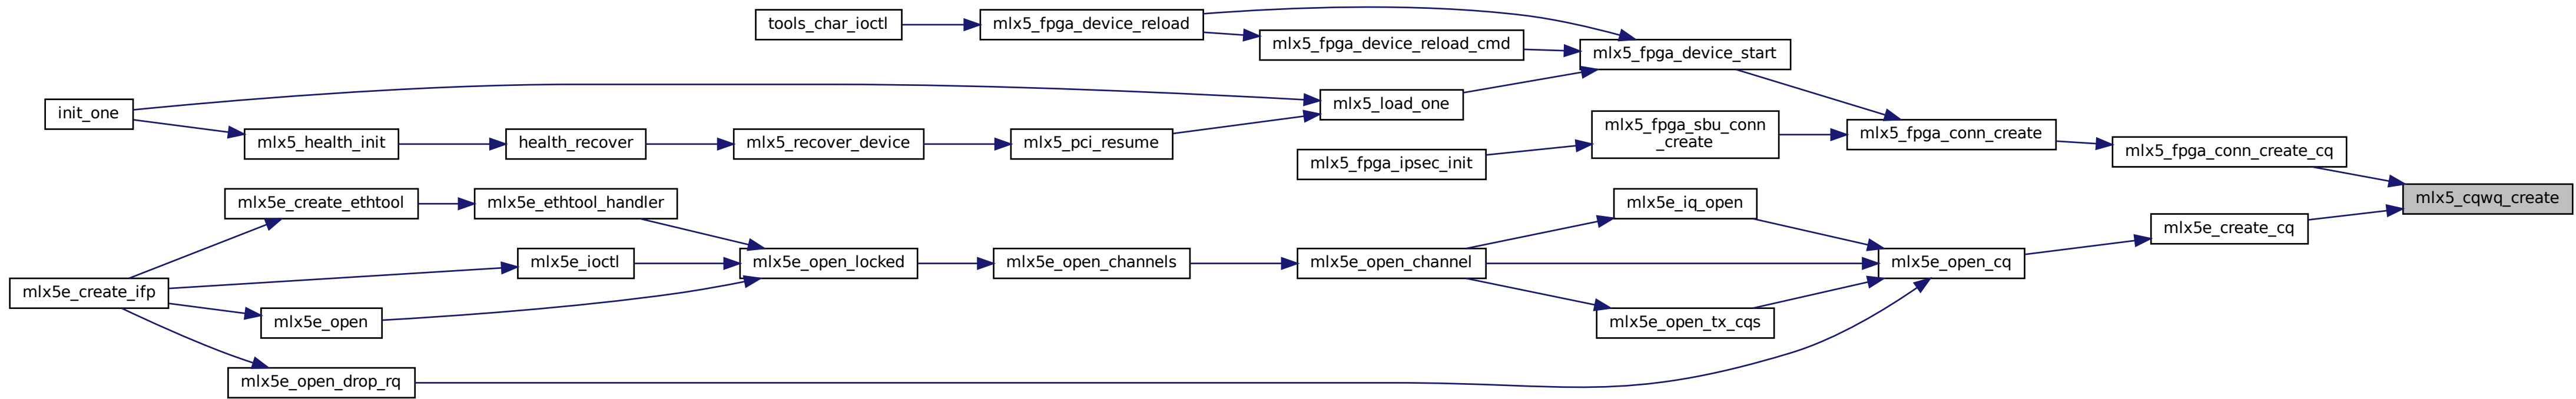 tools_char_ioctl
mlx5_fpga_device_reload
mlx5_fpga_device_reload_cmd
mlx5_fpga_device_start
init_one
mlx5_load_one
mlx5_health_init
health_recover
mlx5_recover_device
mlx5_pci_resume
mlx5_fpga_sbu_conn
_create
mlx5_fpga_conn_create
mlx5_fpga_ipsec_init
mlx5_fpga_conn_create_cq
mlx5_cqwq_create
mlx5e_create_ethtool
mlx5e_ethtool_handler
mlx5e_iq_open
mlx5e_create_cq
mlx5e_ioctl
mlx5e_open_locked
mlx5e_open_channels
mlx5e_open_channel
mlx5e_open_cq
mlx5e_create_ifp
mlx5e_open
mlx5e_open_tx_cqs
mlx5e_open_drop_rq